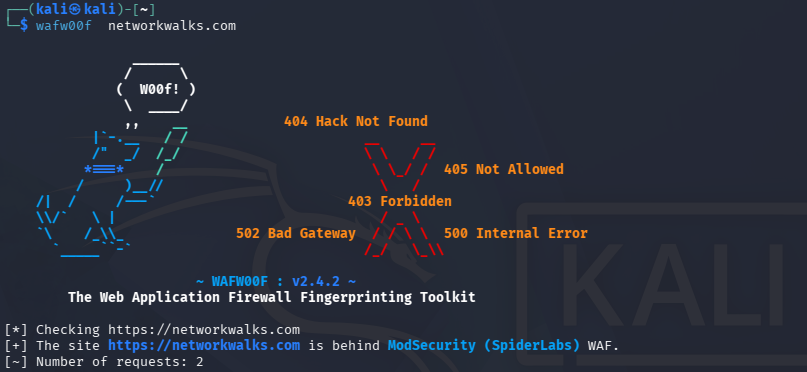 (kali㉿kali)-[~]
$ wafw00f networkwalks.com
W00f!
404 Hack Not Found
405 Not Allowed
403 Forbidden
502 Bad Gateway 500 Internal Error
~ WAFW00F : v2.4.2 ~
The Web Application Firewall Fingerprinting Toolkit
[*] Checking https://networkwalks.com
[+] The site https://networkwalks.com is behind ModSecurity (SpiderLabs) WAF.
[~] Number of requests: 2
KALI